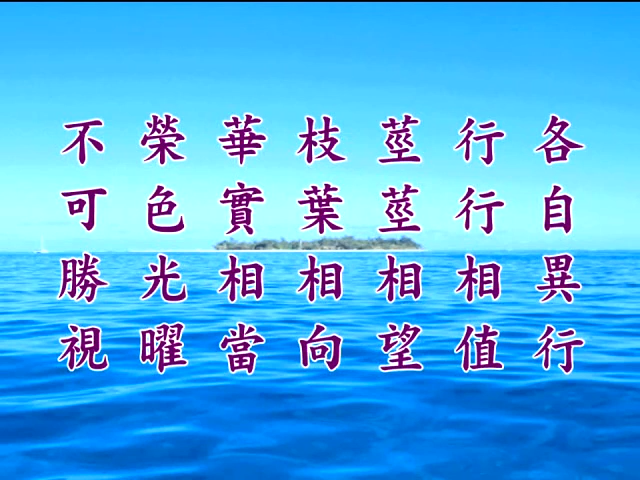 各自異行
行行相值
莖莖相望
枝葉相向
華實相當
榮色光曜
不可勝視